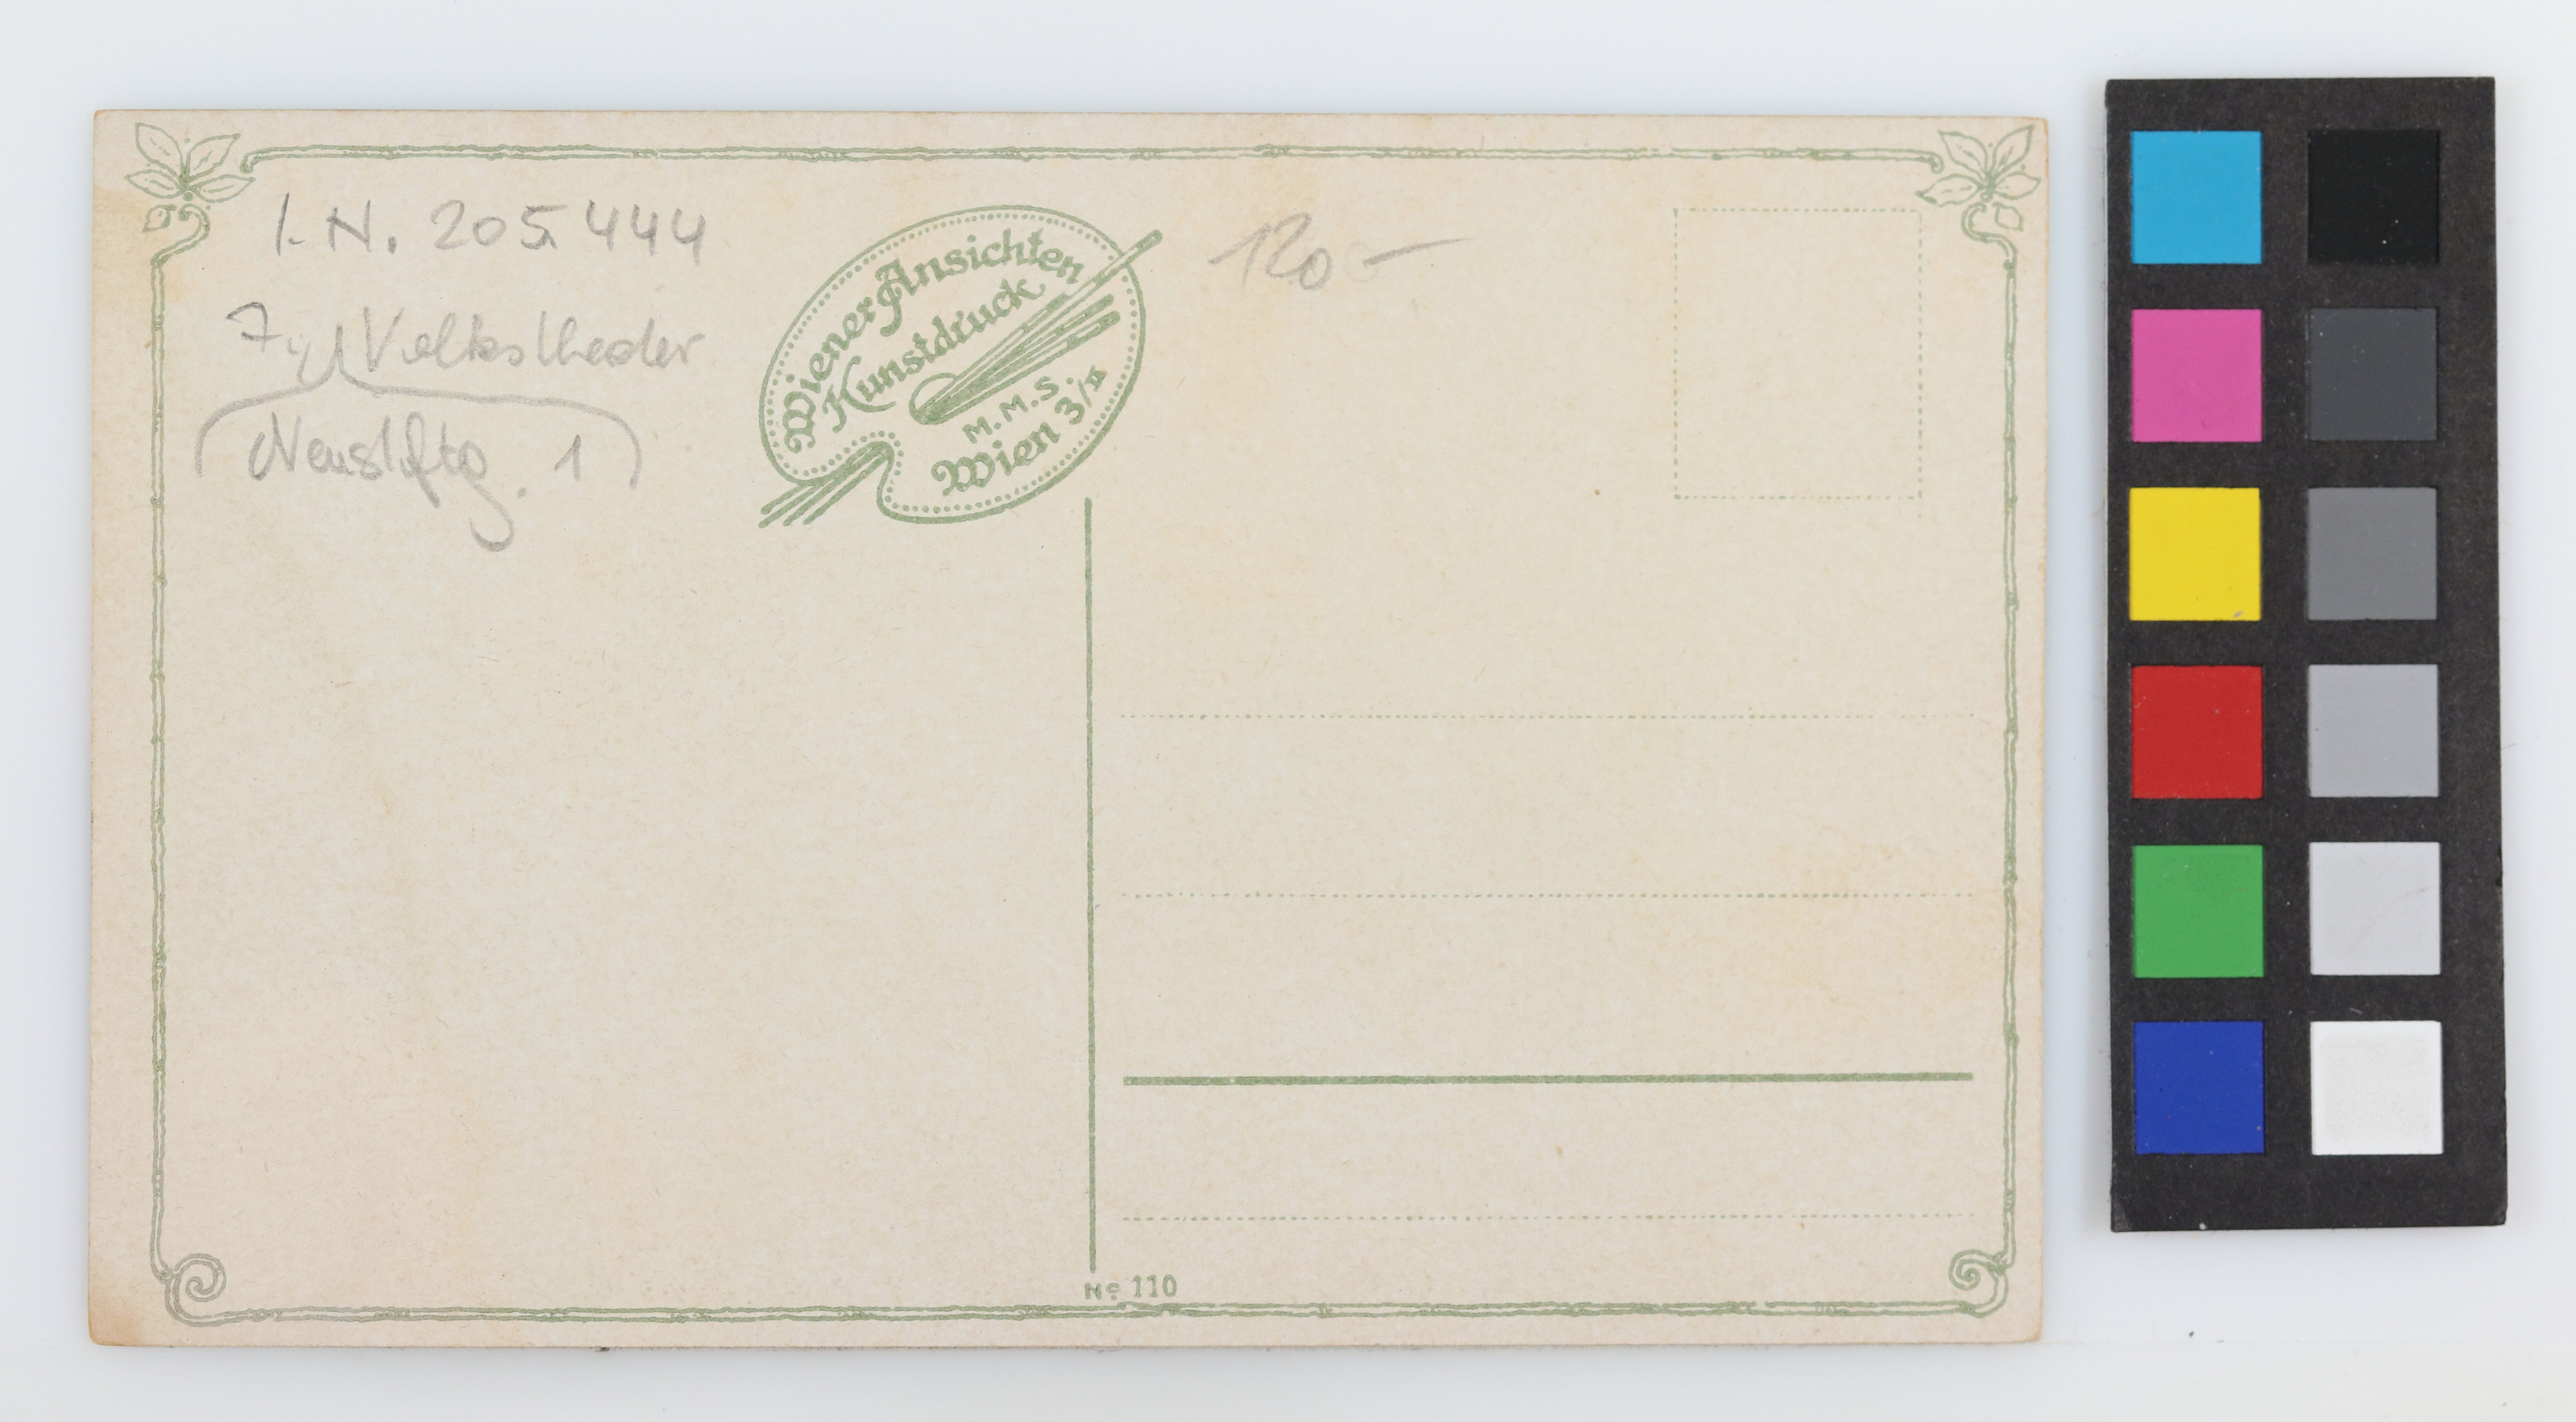 I. N. 205.444
7., Volkstheater
Neustiftg. 1
Wiener Ansichten
Kunstdruck
M.M.S.
Wien 3/II
120 —
No 110